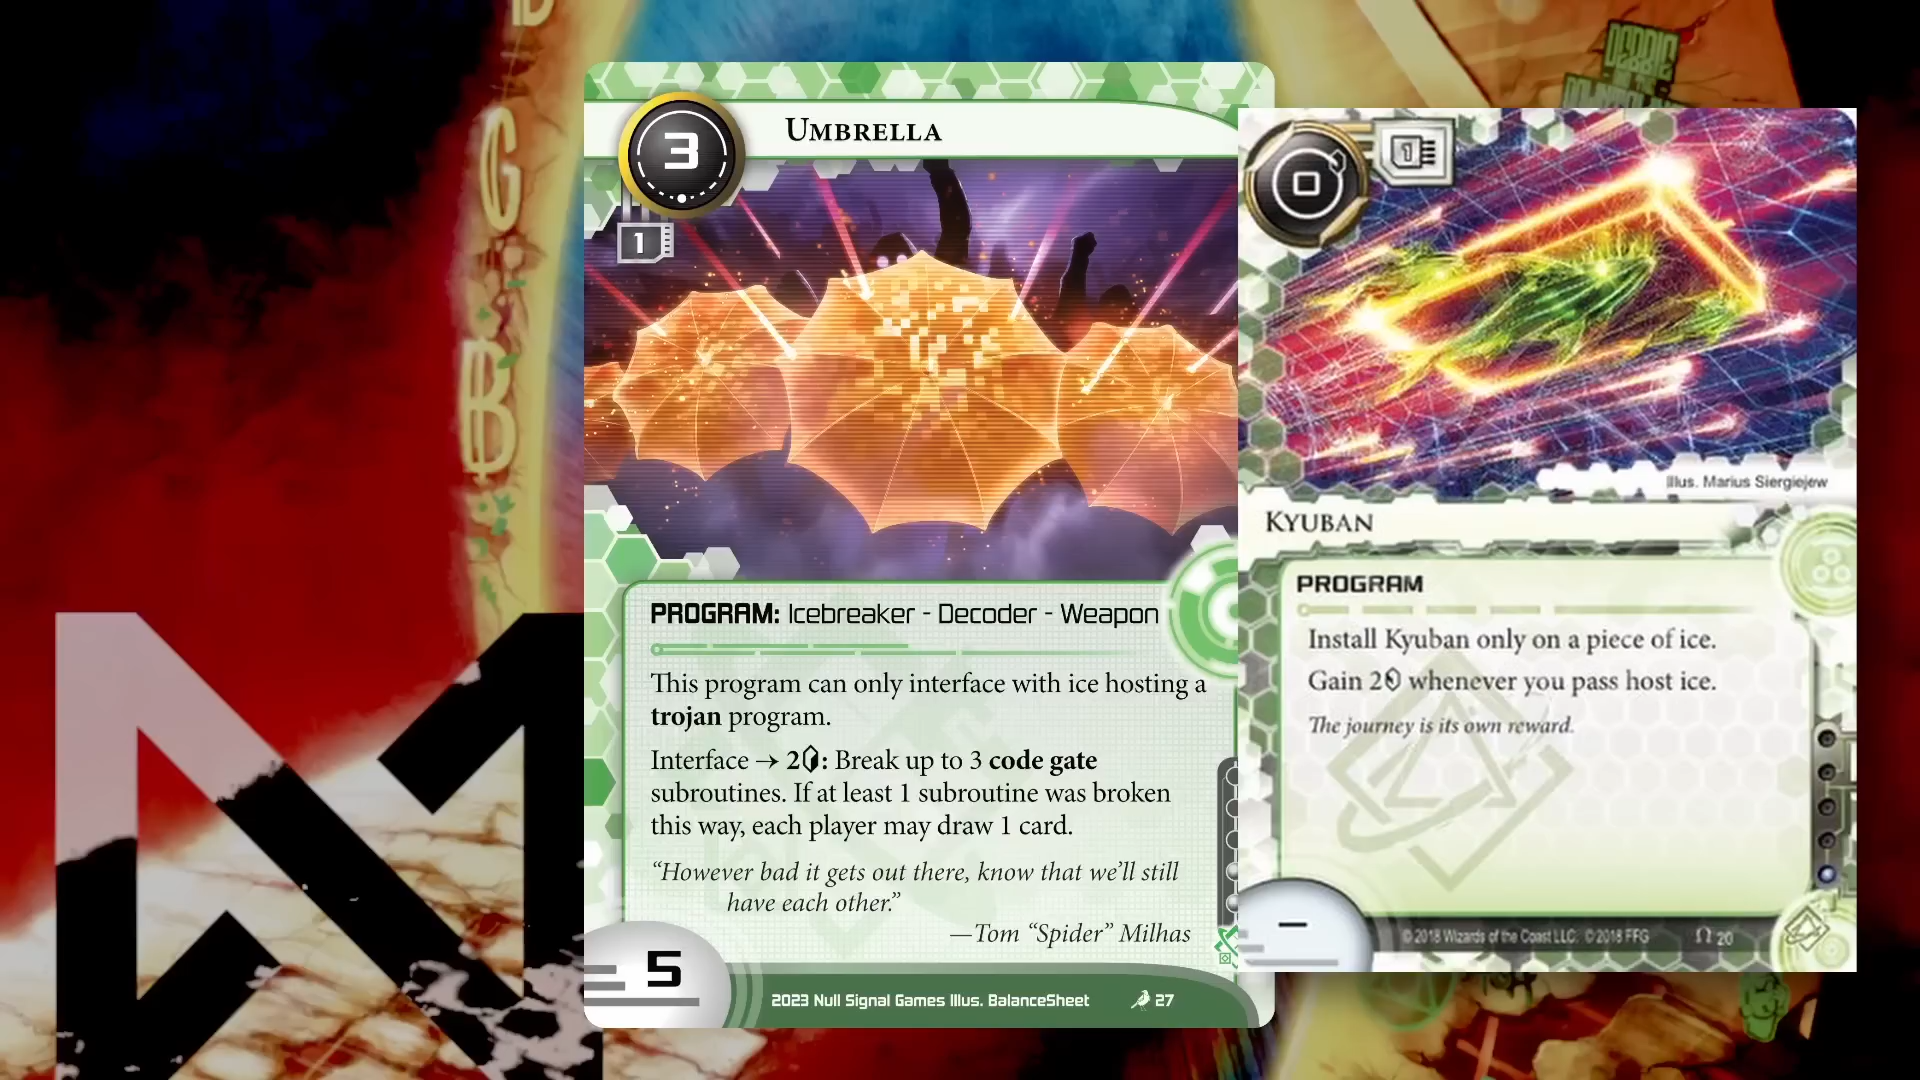 UMBRELLA
3
1
PROGRAM: Icebreaker - Decoder - Weapon
This program can only interface with ice hosting a
trojan program.
Interface → 2: Break up to 3 code gate
subroutines. If at least 1 subroutine was broken
this way, each player may draw 1 card.
“However bad it gets out there, know that we’ll still
have each other.”
—Tom “Spider” Milhas
5
2023 Null Signal Games Illus. BalanceSheet 27
0
1
Illus. Marius Siergiejew
KYUBAN
PROGRAM
Install Kyuban only on a piece of ice.
Gain 2 whenever you pass host ice.
The journey is its own reward.
–
© 2018 Wizards of the Coast LLC. © 2018 FFG Ω 20
G
B